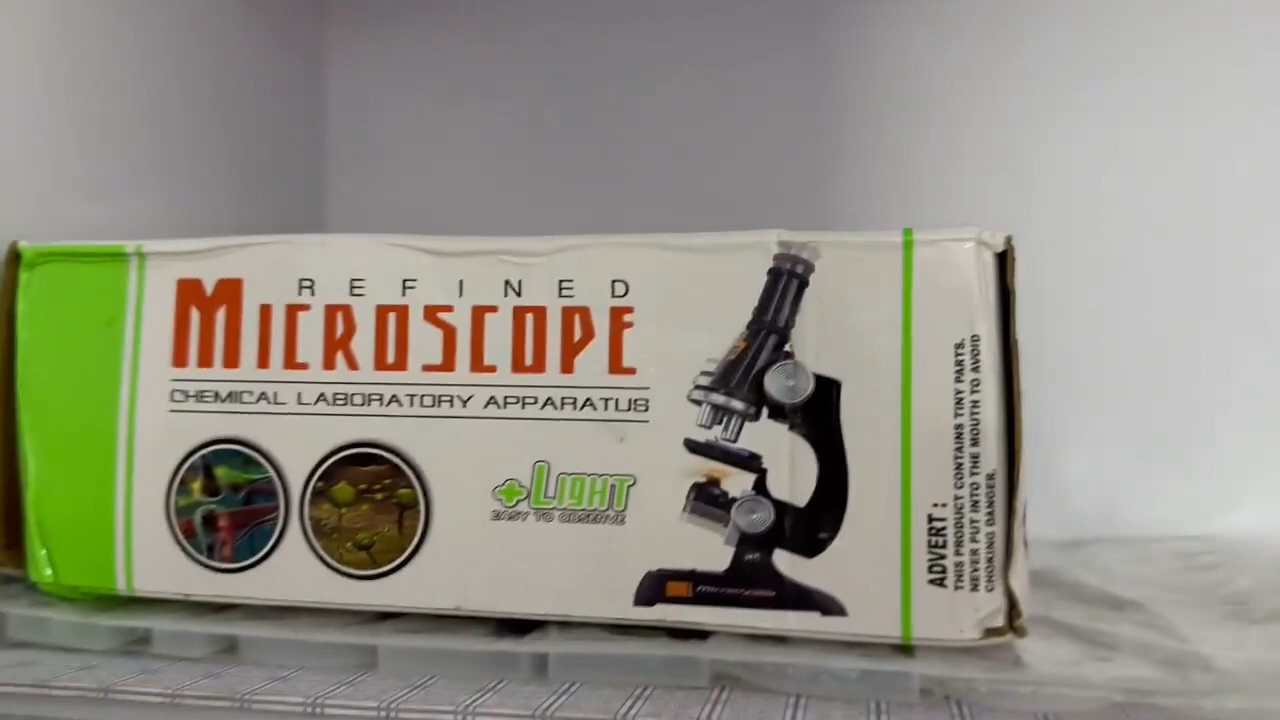 REFINED
MICROSCOPE
CHEMICAL LABORATORY APPARATUS
+LIGHT
EASY TO OBSERVE
Microscope
ADVERT:
THIS PRODUCT CONTAINS TINY PARTS.
NEVER PUT INTO THE MOUTH TO AVOID
CHOKING DANGER.